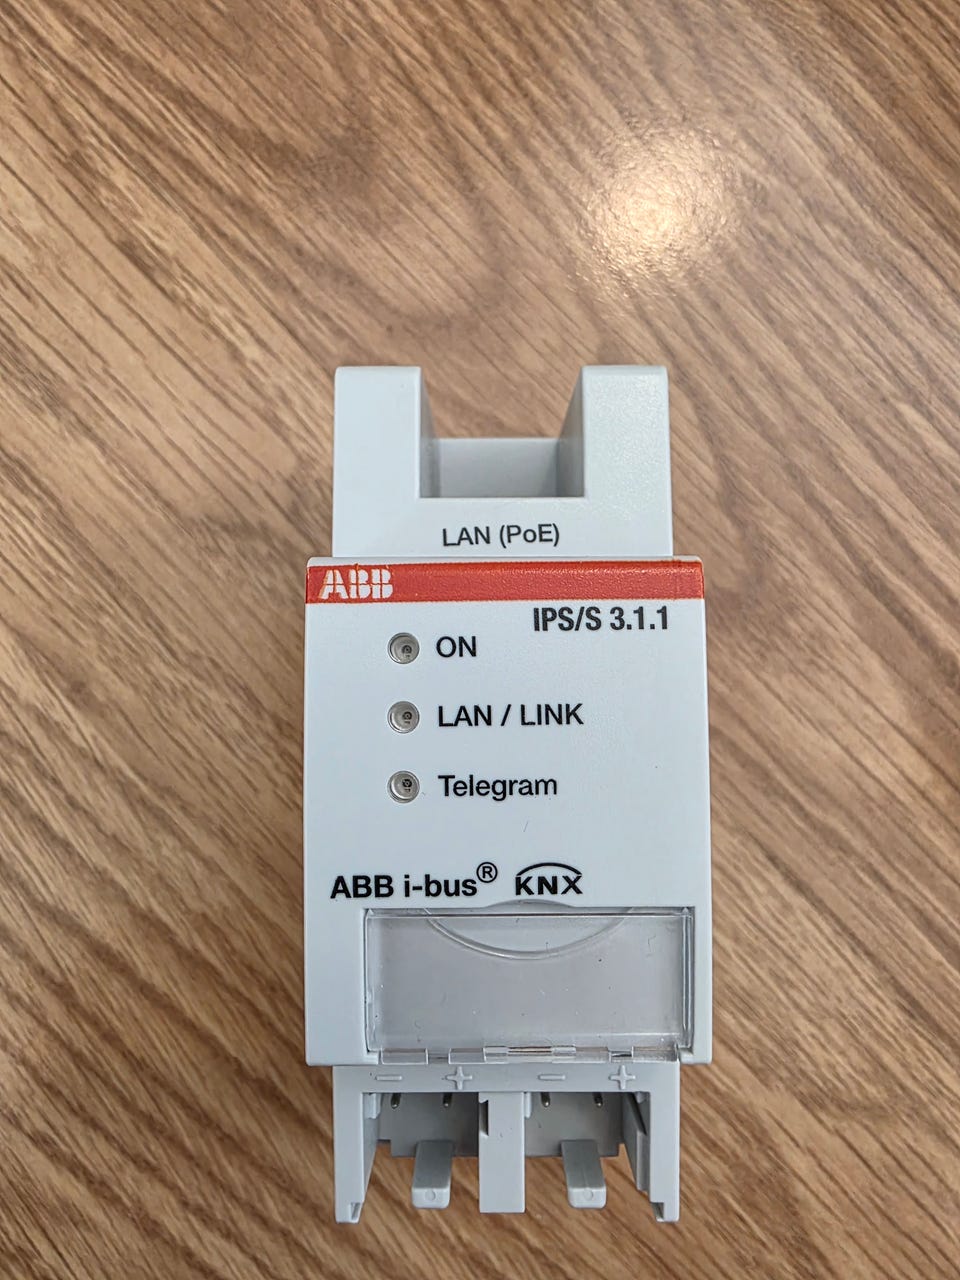 LAN (PoE)
ABB
IPS/S 3.1.1
ON
LAN / LINK
Telegram
ABB i-bus® KNX
− + − +